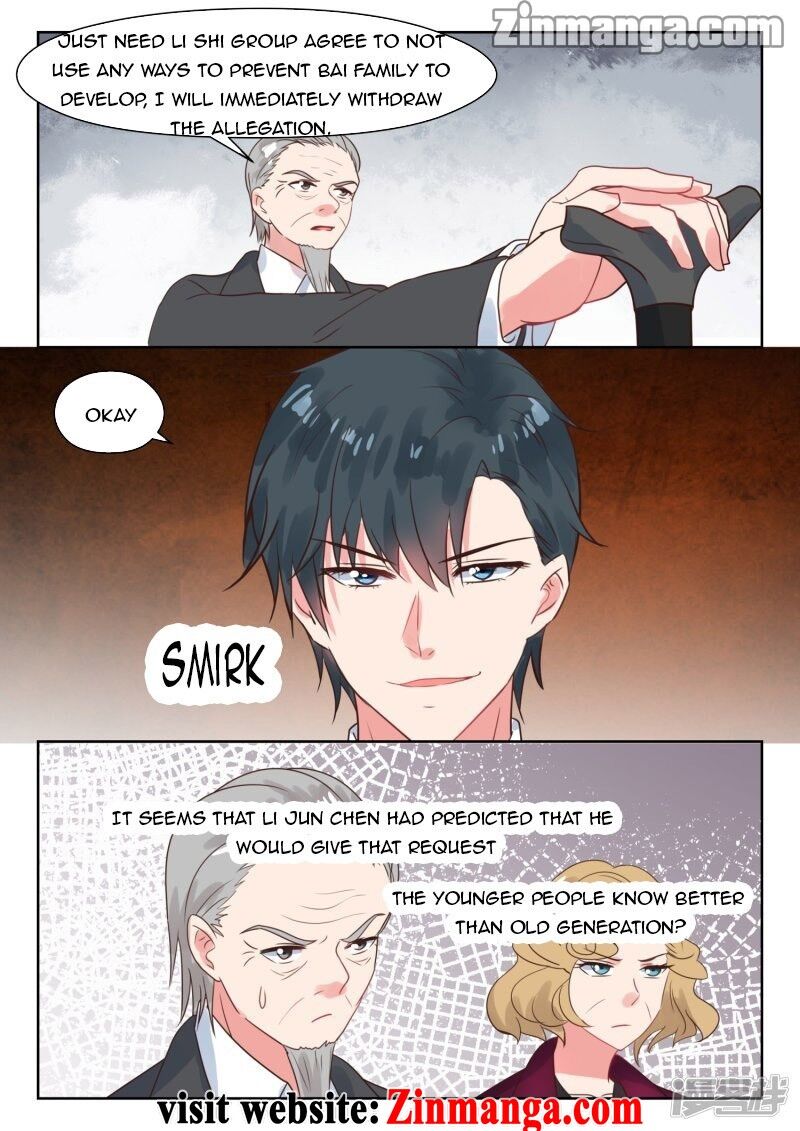 Zinmanga.com
JUST NEED LI SHI GROUP AGREE TO NOT
USE ANY WAYS TO PREVENT BAI FAMILY TO
DEVELOP, I WILL IMMEDIATELY WITHDRAW
THE ALLEGATION.
OKAY
SMIRK
IT SEEMS THAT LI JUN CHEN HAD PREDICTED THAT HE
WOULD GIVE THAT REQUEST
THE YOUNGER PEOPLE KNOW BETTER
THAN OLD GENERATION?
visit website: Zinmanga.com